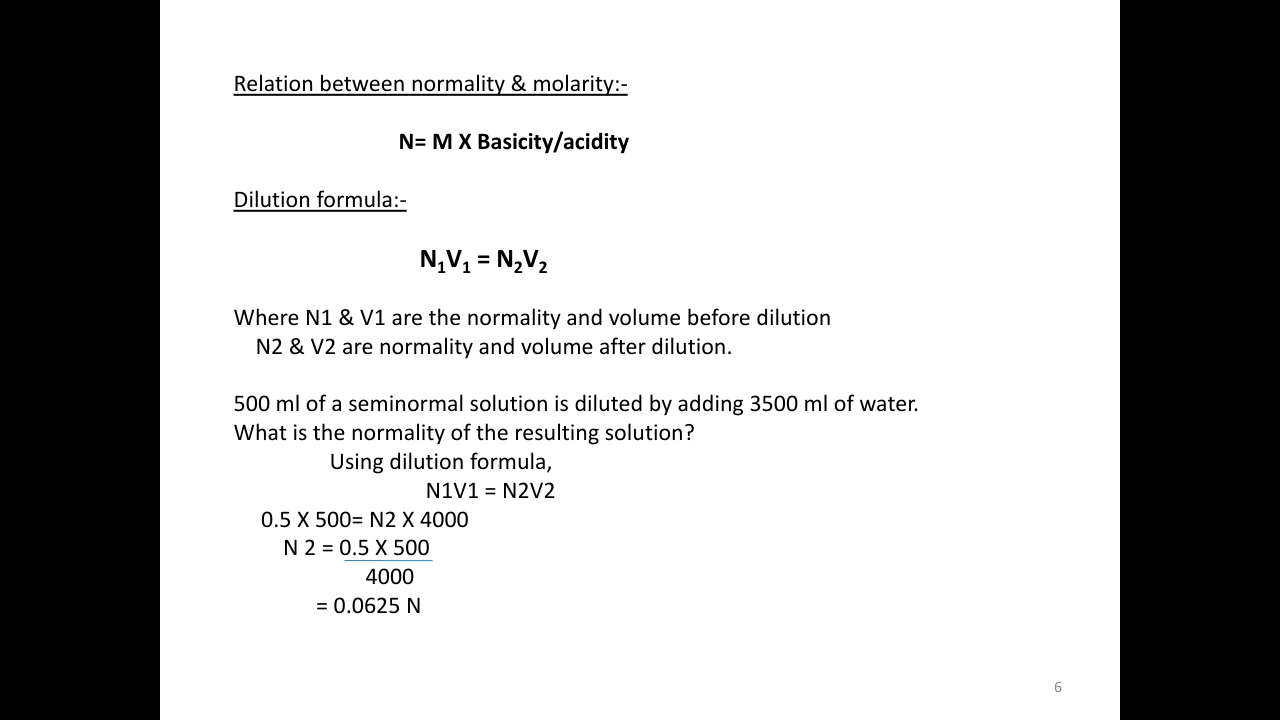 Relation between normality & molarity:-
N= M X Basicity/acidity
Dilution formula:-
N₁V₁ = N₂V₂
Where N1 & V1 are the normality and volume before dilution
N2 & V2 are normality and volume after dilution.
500 ml of a seminormal solution is diluted by adding 3500 ml of water.
What is the normality of the resulting solution?
Using dilution formula,
N1V1 = N2V2
0.5 X 500= N2 X 4000
N 2 = 0.5 X 500
4000
= 0.0625 N
6